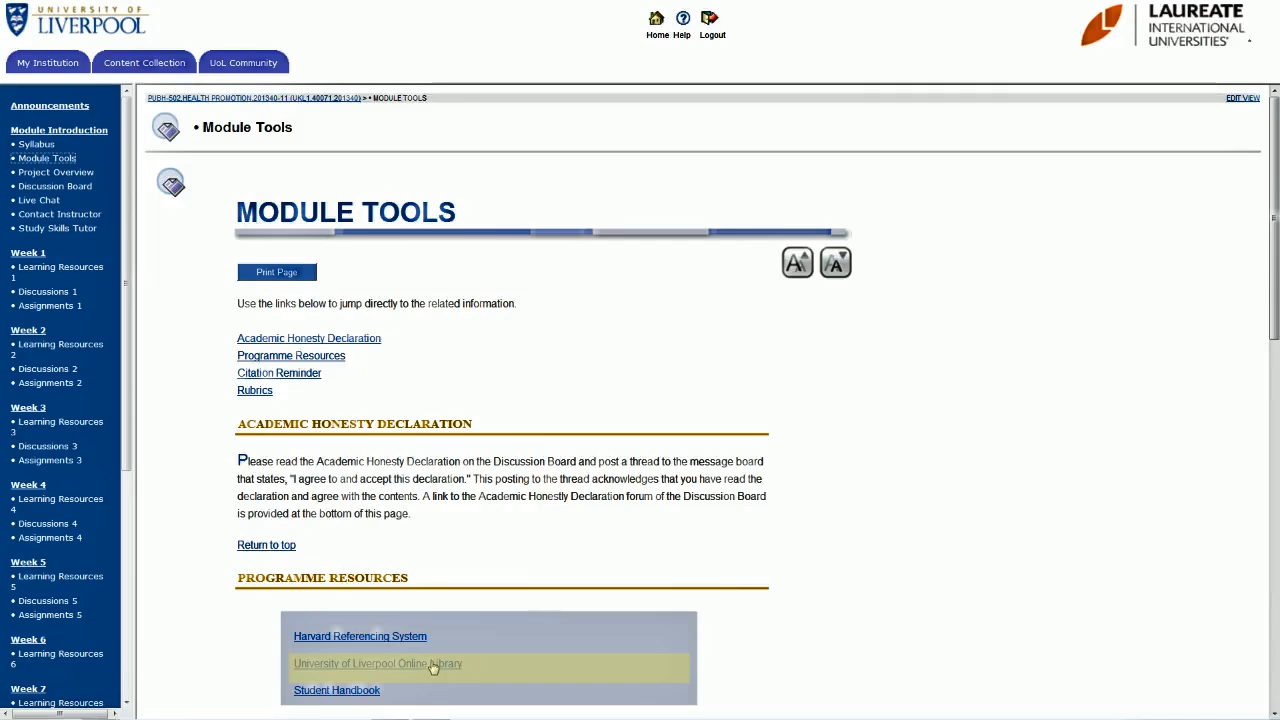 UNIVERSITY OF
LIVERPOOL
Home Help Logout
LAUREATE
INTERNATIONAL
UNIVERSITIES
My Institution
Content Collection
UoL Community
Announcements
Module Introduction
• Syllabus
• Module Tools
• Project Overview
• Discussion Board
• Live Chat
• Contact Instructor
• Study Skills Tutor
Week 1
• Learning Resources
1
• Discussions 1
• Assignments 1
Week 2
• Learning Resources
2
• Discussions 2
• Assignments 2
Week 3
• Learning Resources
3
• Discussions 3
• Assignments 3
Week 4
• Learning Resources
4
• Discussions 4
• Assignments 4
Week 5
• Learning Resources
5
• Discussions 5
• Assignments 5
Week 6
• Learning Resources
6
Week 7
• Learning Resources
PUBH-502.HEALTH PROMOTION.201340-11 (UKL1.40071.201340) > • MODULE TOOLS
EDIT VIEW
• Module Tools
MODULE TOOLS
A A
Print Page
Use the links below to jump directly to the related information.
Academic Honesty Declaration
Programme Resources
Citation Reminder
Rubrics
ACADEMIC HONESTY DECLARATION
Please read the Academic Honesty Declaration on the Discussion Board and post a thread to the message board
that states, "I agree to and accept this declaration." This posting to the thread acknowledges that you have read the
declaration and agree with the contents. A link to the Academic Honestly Declaration forum of the Discussion Board
is provided at the bottom of this page.
Return to top
PROGRAMME RESOURCES
Harvard Referencing System
University of Liverpool Online Library
Student Handbook